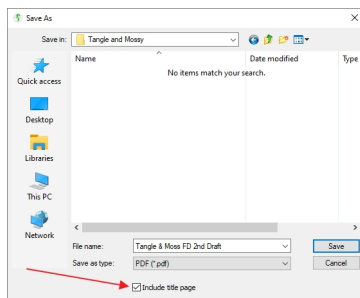 Save As
Save in: Tangle and Mossy
Name Date modified Type
No items match your search.
Quick access
Desktop
Libraries
This PC
Network
File name: Tangle & Moss FD 2nd Draft Save
Save as type: PDF (*.pdf) Cancel
Include title page